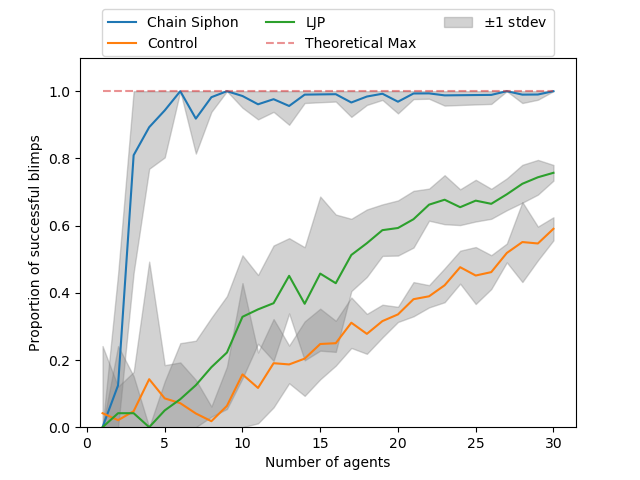 Chain Siphon
Control
LJP
Theoretical Max
±1 stdev
Proportion of successful blimps
1.0
0.8
0.6
0.4
0.2
0.0
0 5 10 15 20 25 30
Number of agents